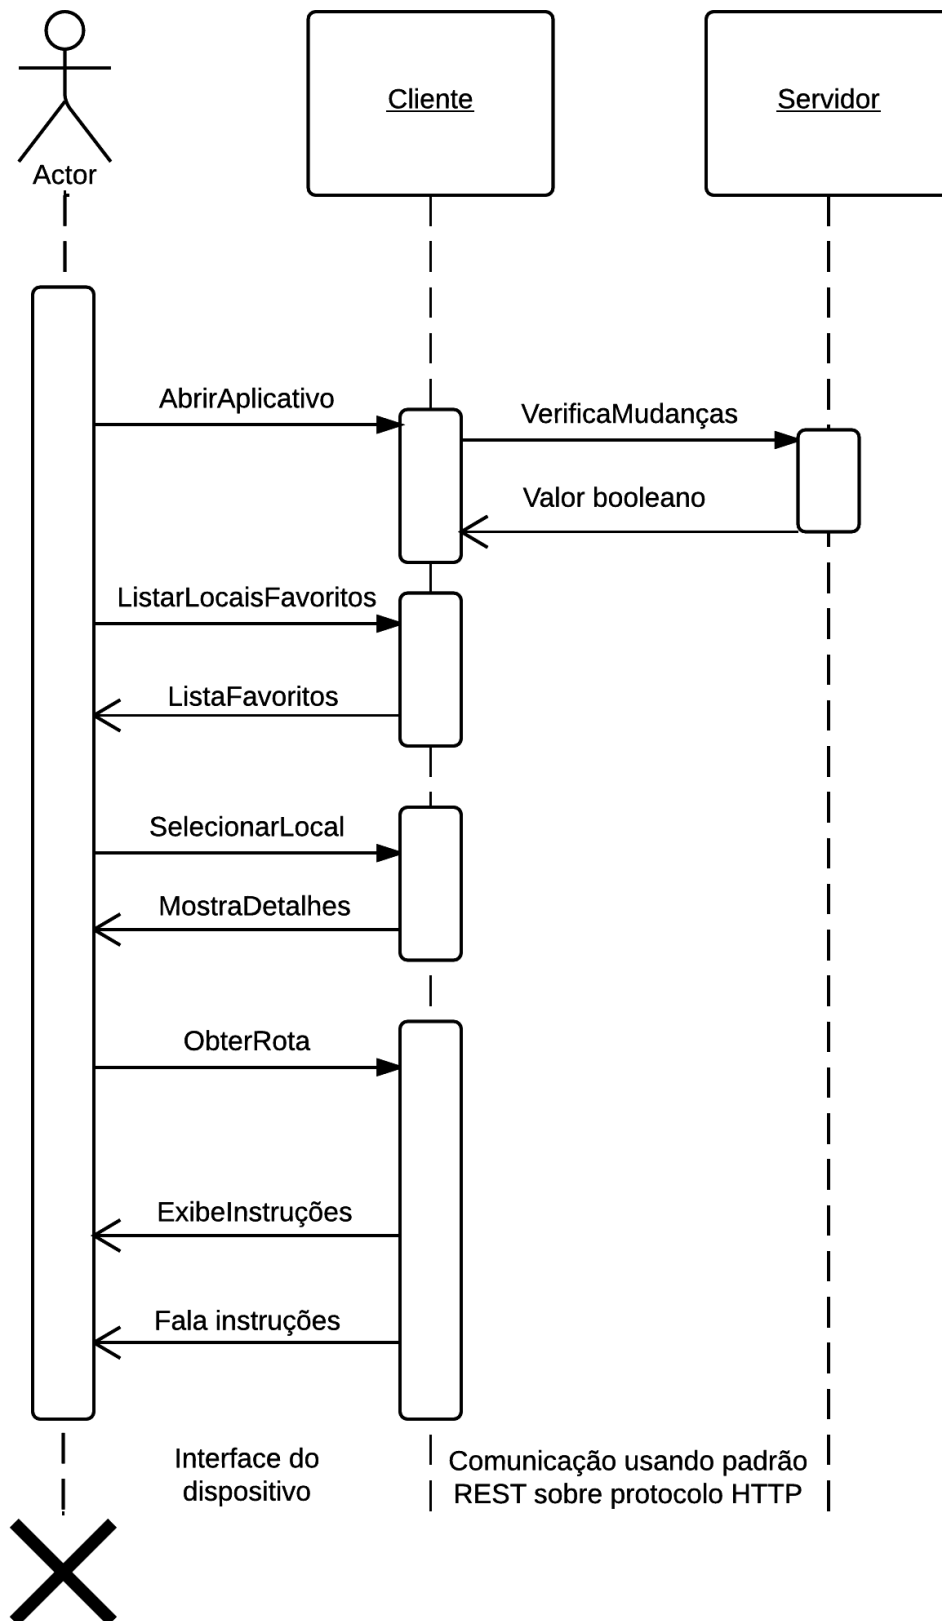 Actor
Cliente
Servidor
AbrirAplicativo
VerificaMudanças
Valor booleano
ListarLocaisFavoritos
ListaFavoritos
SelecionarLocal
MostraDetalhes
ObterRota
ExibeInstruções
Fala instruções
Interface do
dispositivo
Comunicação usando padrão
REST sobre protocolo HTTP